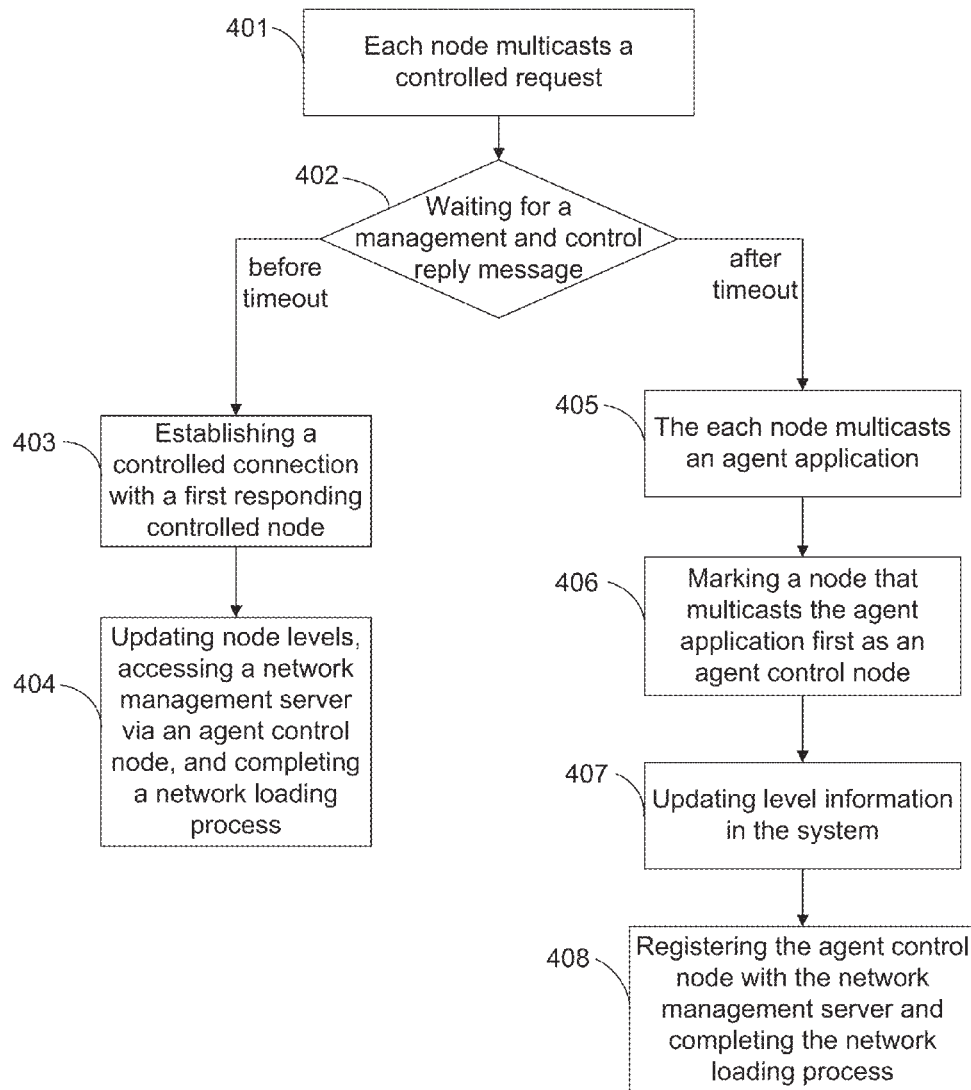 401
Each node multicasts a
controlled request
402
Waiting for a
management and control
reply message
before
timeout
after
timeout
403
Establishing a
controlled connection
with a first responding
controlled node
404
Updating node levels,
accessing a network
management server
via an agent control
node, and completing
a network loading
process
405
The each node multicasts
an agent application
406
Marking a node that
multicasts the agent
application first as an
agent control node
407
Updating level information
in the system
408
Registering the agent control
node with the network
management server and
completing the network
loading process